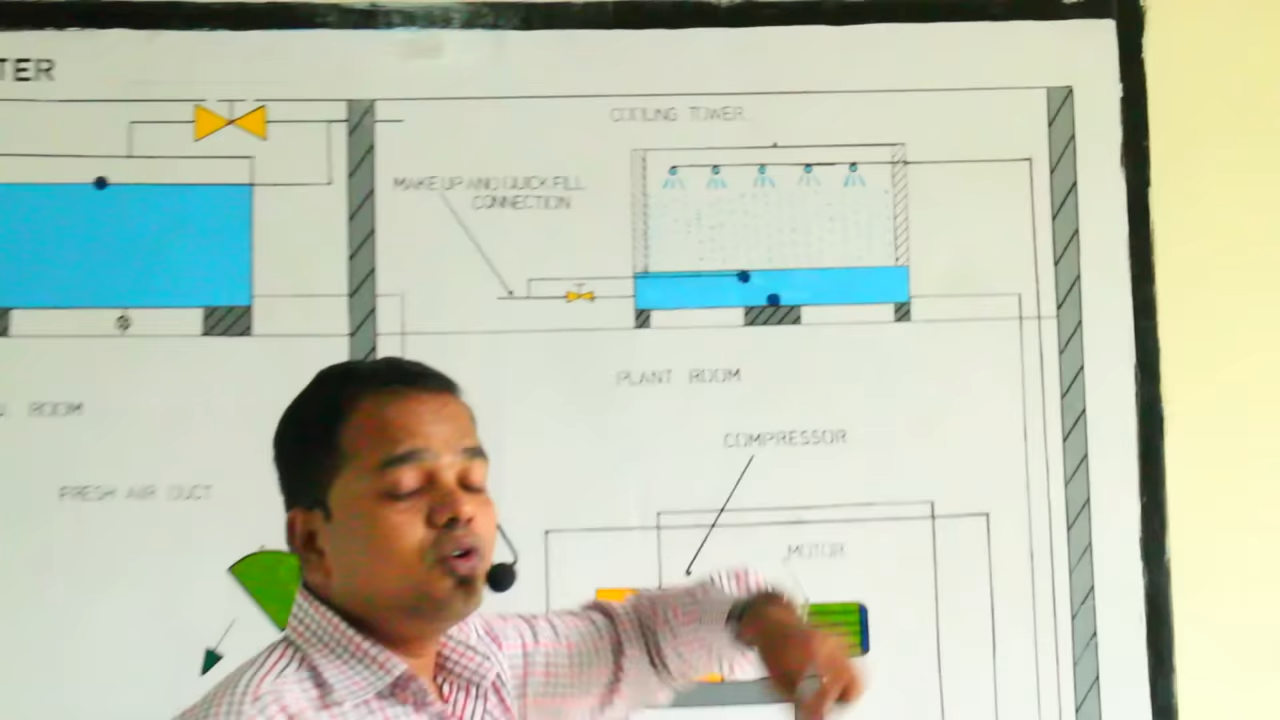 TER
COOLING TOWER
MAKE UP AND QUICK FILL
CONNECTION
PLANT ROOM
ROOM
COMPRESSOR
FRESH AIR DUCT
MOTOR